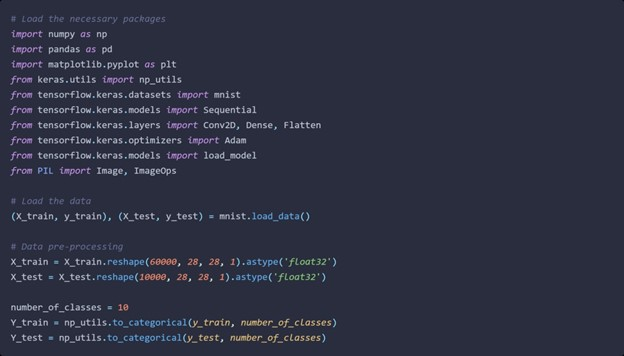 # Load the necessary packages
import numpy as np
import pandas as pd
import matplotlib.pyplot as plt
from keras.utils import np_utils
from tensorflow.keras.datasets import mnist
from tensorflow.keras.models import Sequential
from tensorflow.keras.layers import Conv2D, Dense, Flatten
from tensorflow.keras.optimizers import Adam
from tensorflow.keras.models import load_model
from PIL import Image, ImageOps
# Load the data
(X_train, y_train), (X_test, y_test) = mnist.load_data()
# Data pre-processing
X_train = X_train.reshape(60000, 28, 28, 1).astype('float32')
X_test = X_test.reshape(10000, 28, 28, 1).astype('float32')
number_of_classes = 10
Y_train = np_utils.to_categorical(y_train, number_of_classes)
Y_test = np_utils.to_categorical(y_test, number_of_classes)